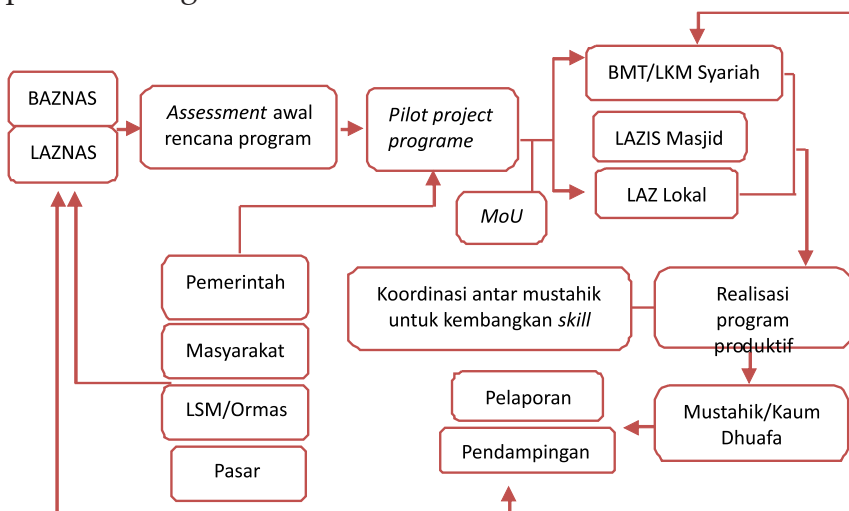 BAZNAS
LAZNAS
Assessment awal
rencana program
Pilot project
programe
MoU
BMT/LKM Syariah
LAZIS Masjid
LAZ Lokal
Pemerintah
Masyarakat
LSM/Ormas
Pasar
Koordinasi antar mustahik
untuk kembangkan skill
Realisasi
program
produktif
Pelaporan
Pendampingan
Mustahik/Kaum
Dhuafa